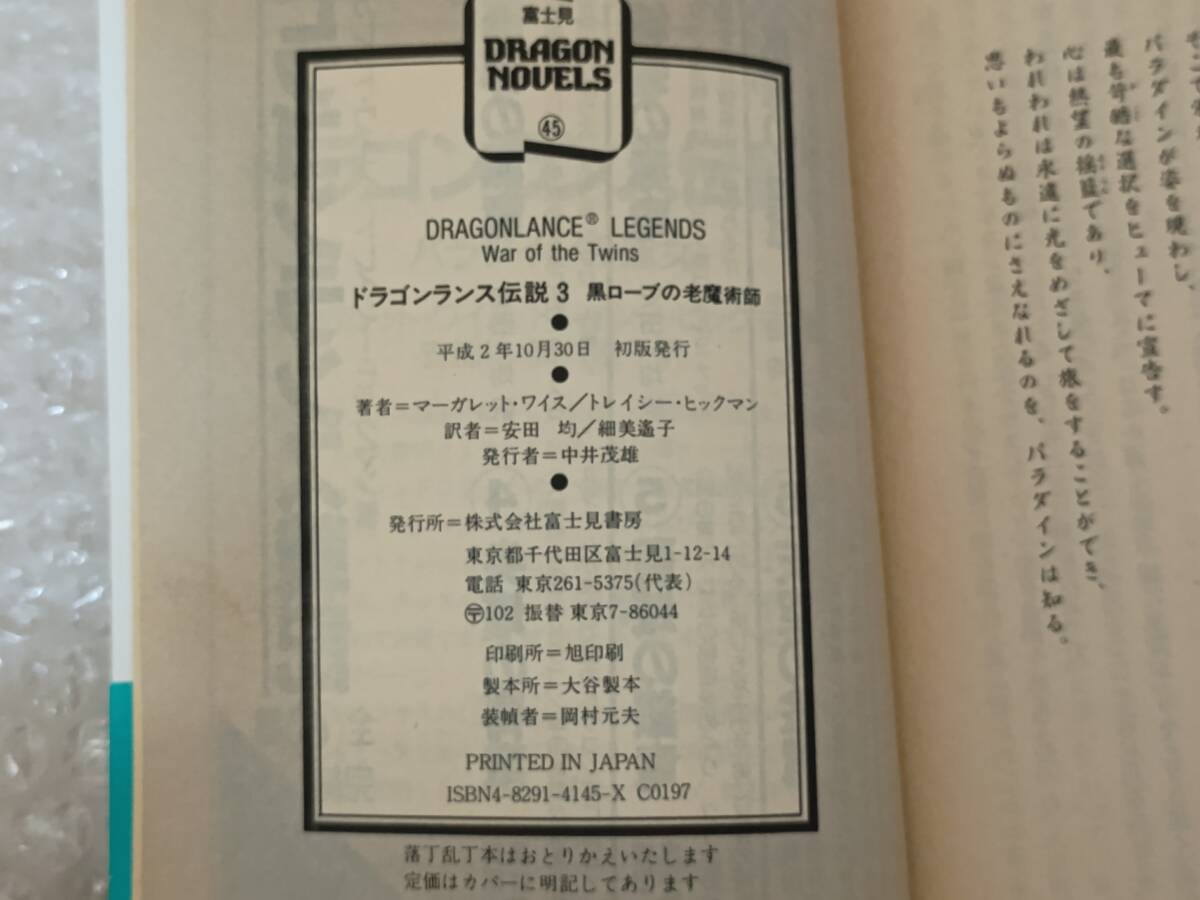 富士見
DRAGON
NOVELS
㊺
DRAGONLANCE® LEGENDS
War of the Twins
ドラゴンランス伝説3 黒ローブの老魔術師
●
平成2年10月30日 初版発行
●
著者=マーガレット・ワイス/トレイシー・ヒックマン
訳者=安田 均/細美遙子
発行者=中井茂雄
●
発行所=株式会社富士見書房
東京都千代田区富士見1-12-14
電話 東京261-5375(代表)
〶102 振替 東京7-86044
印刷所=旭印刷
製本所=大谷製本
装幀者=岡村元夫
PRINTED IN JAPAN
ISBN4-8291-4145-X C0197
落丁乱丁本はおとりかえいたします
定価はカバーに明記してあります
パラダインが姿を現わし、
最も苛酷な選択をヒューマに宣告す。
心は熱望の揺籃であり、
われわれは永遠に光をめざして旅をすることができ、
思いもよらぬものにさえなれるのを、パラダインは知る。